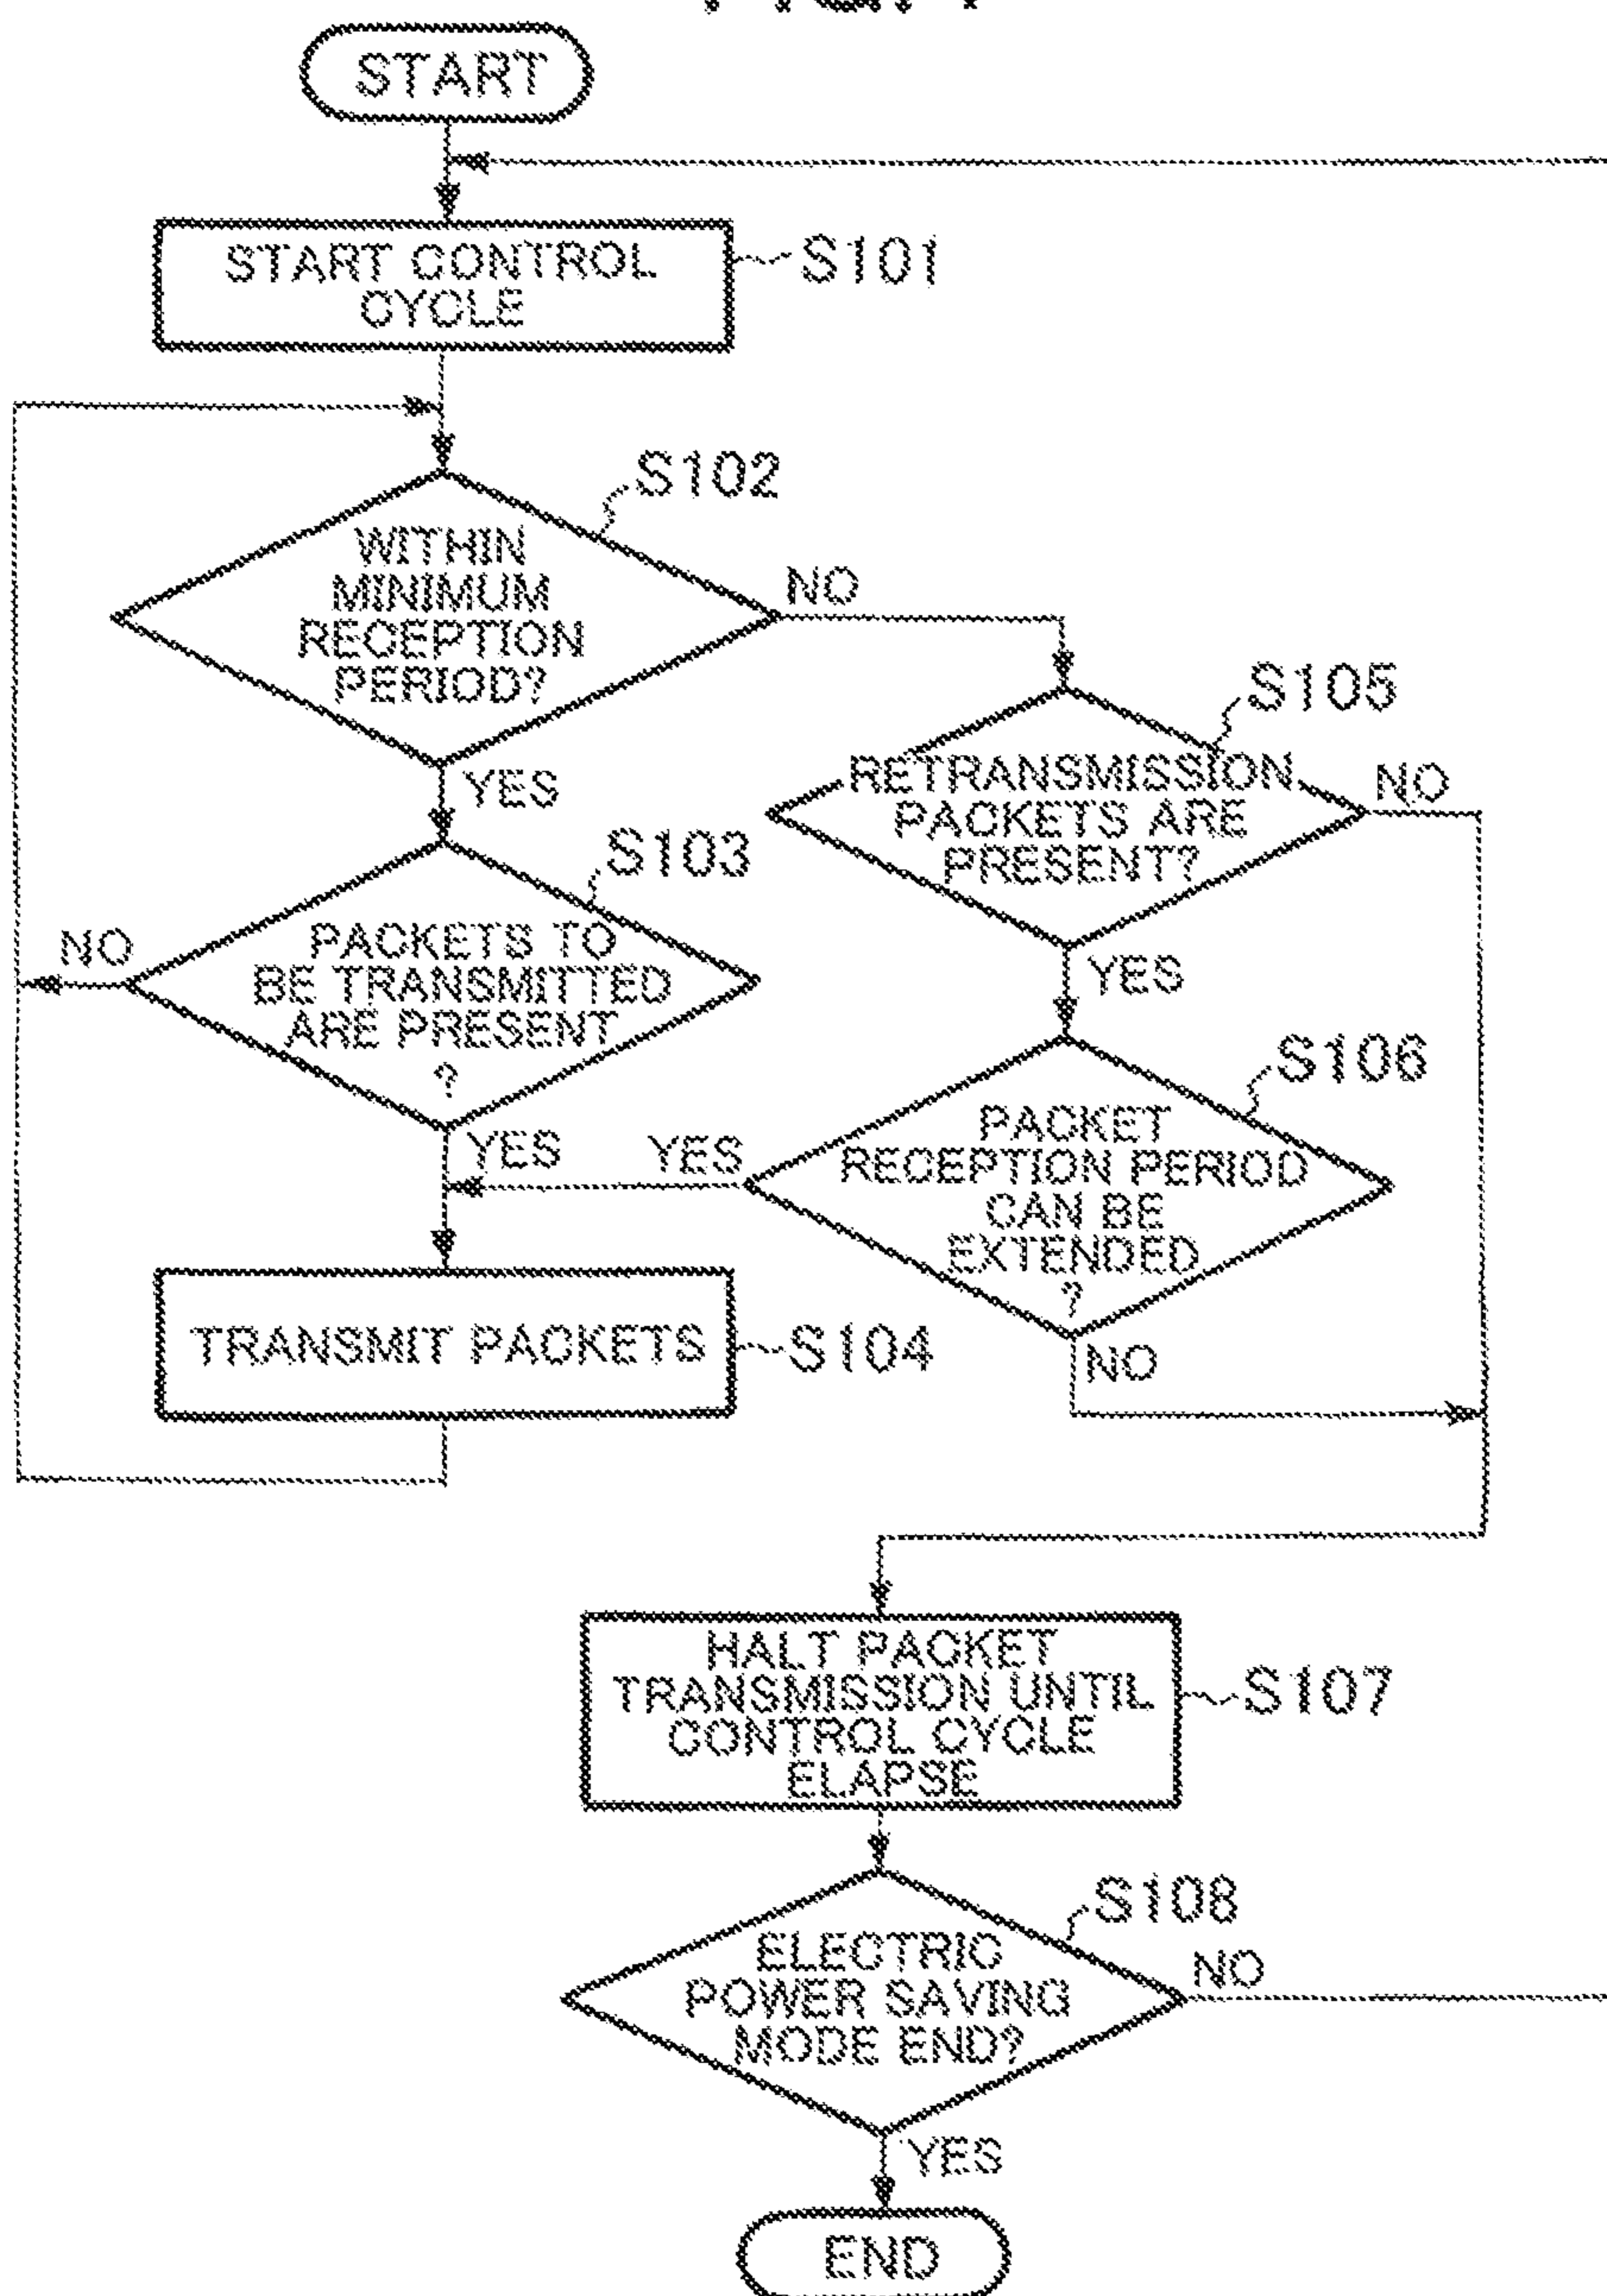 START
START CONTROL
CYCLE
S101
S102
WITHIN
MINIMUM
RECEPTION
PERIOD?
NO
YES
S105
RETRANSMISSION
PACKETS ARE
PRESENT?
NO
YES
S103
PACKETS TO
BE TRANSMITTED
ARE PRESENT
?
NO
YES
S106
PACKET
RECEPTION PERIOD
CAN BE
EXTENDED
?
YES
NO
TRANSMIT PACKETS
S104
HALT PACKET
TRANSMISSION UNTIL
CONTROL CYCLE
ELAPSE
S107
S108
ELECTRIC
POWER SAVING
MODE END?
NO
YES
END